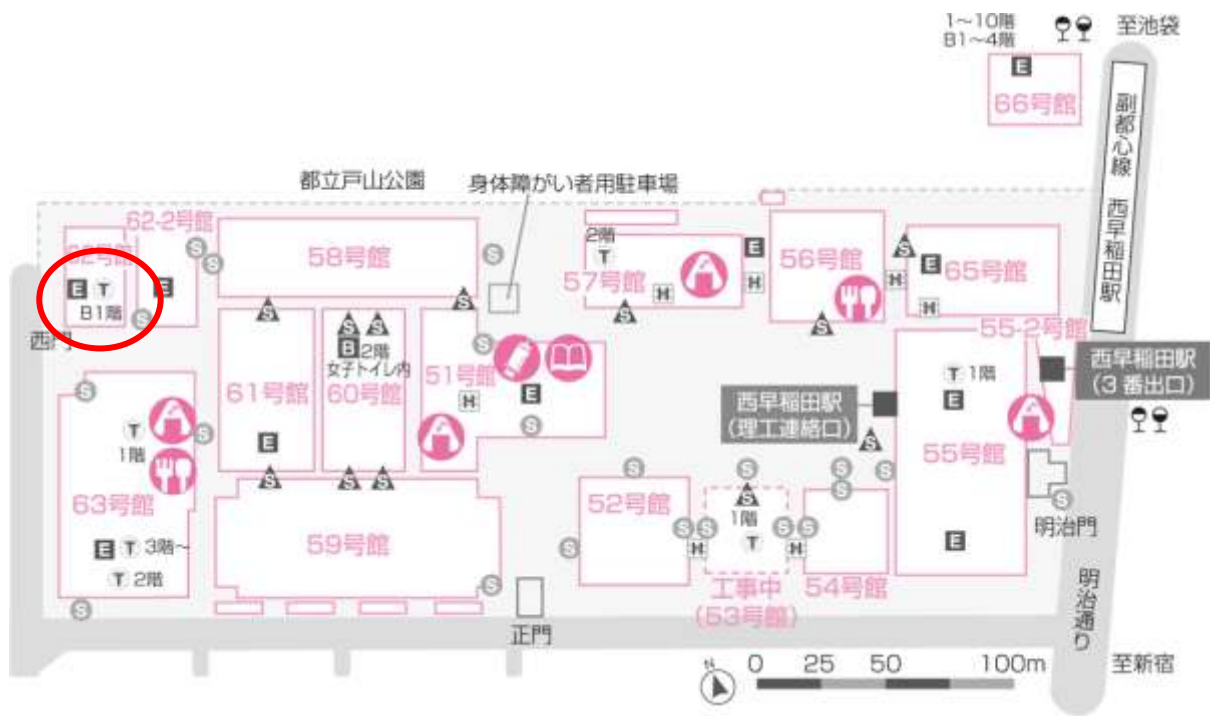 1～10階
B1～4階
至池袋
E
66号館
副都心線 西早稲田駅
都立戸山公園
身体障がい者用駐車場
62-2号館
62号館
E T
B1階
E
S
S
S
西門
58号館
S
S
2階
T
57号館
H
S
E
H
56号館
S
S
E
65号館
H
H
55-2号館
西早稲田駅
(3番出口)
S
61号館
E
S
S S
B 2階
女子トイレ内
60号館
S S
S
51号館
H
E
S
西早稲田駅
(理工連絡口)
S
T 1階
E
55号館
E
明治門
S
S
T
1階
S
63号館
E T 3階～
T 2階
S
59号館
S
正門
S
52号館
S
S
H
S
S
S
1階
T
工事中
(53号館)
S
H
S
S
S
54号館
S
明治通り
至新宿
N
0 25 50 100m